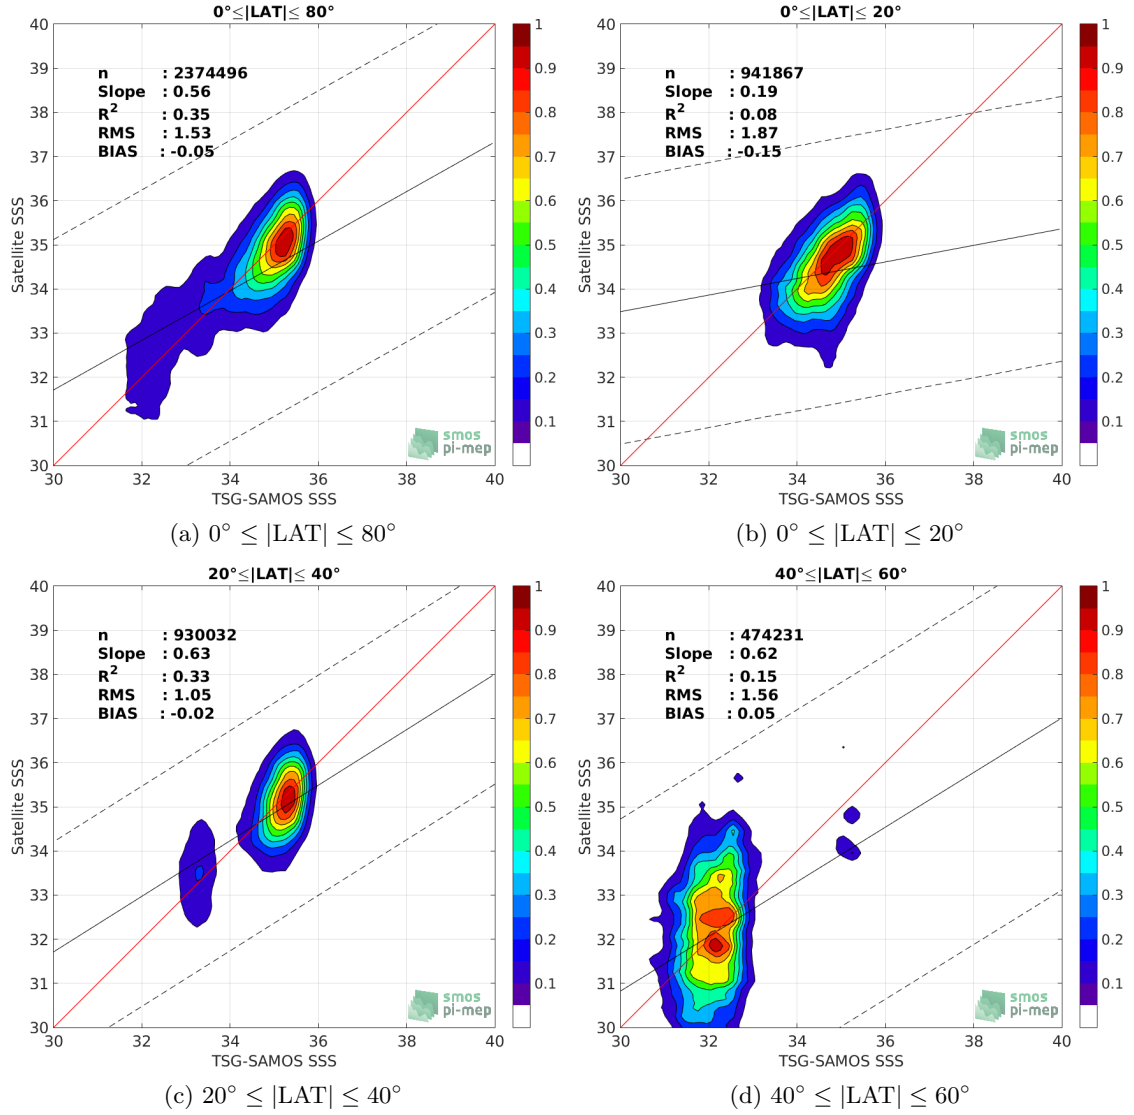 0°≤|LAT|≤ 80°
n : 2374496
Slope : 0.56
R² : 0.35
RMS : 1.53
BIAS : -0.05
Satellite SSS
40
39
38
37
36
35
34
33
32
31
30
30 32 34 36 38 40
TSG-SAMOS SSS
1
0.9
0.8
0.7
0.6
0.5
0.4
0.3
0.2
0.1
smos
pi-mep
(a) 0° ≤ |LAT| ≤ 80°
0°≤|LAT|≤ 20°
n : 941867
Slope : 0.19
R² : 0.08
RMS : 1.87
BIAS : -0.15
Satellite SSS
40
39
38
37
36
35
34
33
32
31
30
30 32 34 36 38 40
TSG-SAMOS SSS
1
0.9
0.8
0.7
0.6
0.5
0.4
0.3
0.2
0.1
smos
pi-mep
(b) 0° ≤ |LAT| ≤ 20°
20°≤|LAT|≤ 40°
n : 930032
Slope : 0.63
R² : 0.33
RMS : 1.05
BIAS : -0.02
Satellite SSS
40
39
38
37
36
35
34
33
32
31
30
30 32 34 36 38 40
TSG-SAMOS SSS
1
0.9
0.8
0.7
0.6
0.5
0.4
0.3
0.2
0.1
smos
pi-mep
(c) 20° ≤ |LAT| ≤ 40°
40°≤|LAT|≤ 60°
n : 474231
Slope : 0.62
R² : 0.15
RMS : 1.56
BIAS : 0.05
Satellite SSS
40
39
38
37
36
35
34
33
32
31
30
30 32 34 36 38 40
TSG-SAMOS SSS
1
0.9
0.8
0.7
0.6
0.5
0.4
0.3
0.2
0.1
smos
pi-mep
(d) 40° ≤ |LAT| ≤ 60°